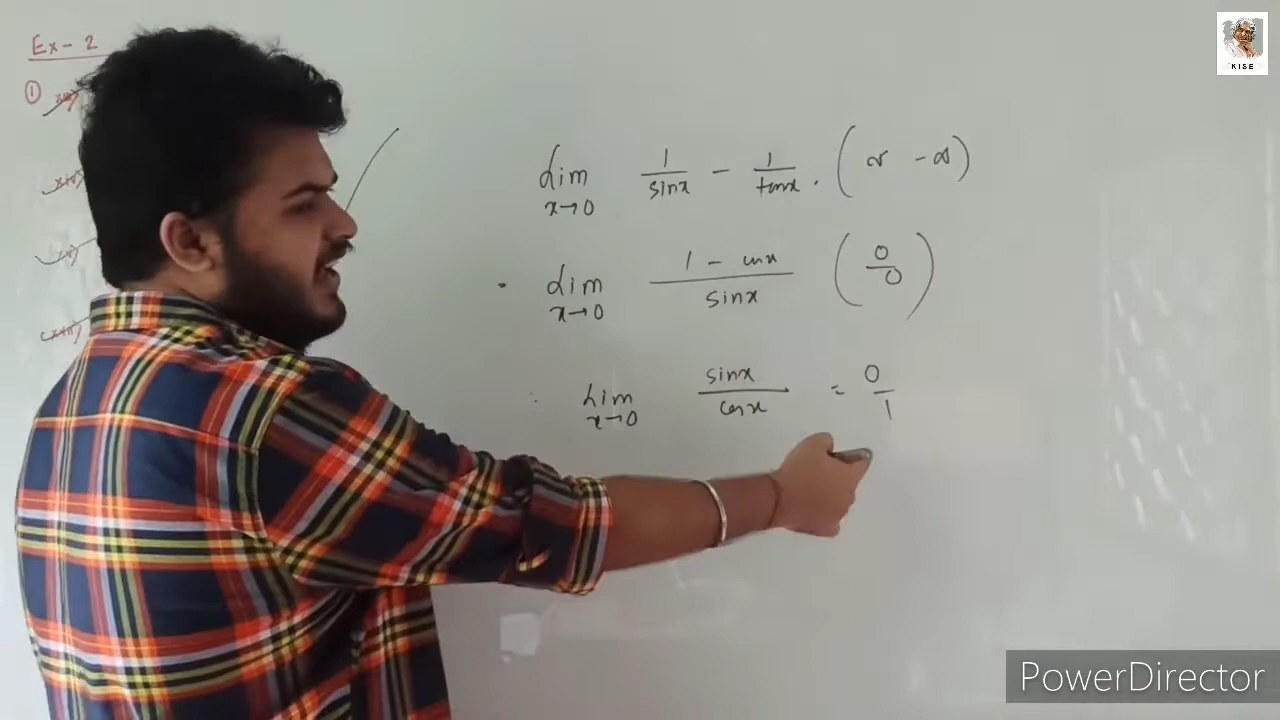 Ex - 2
①
Lim x→0 1/sinx - 1/tanx . (∞ - ∞)
. Lim x→0 1 - cosx/sinx (0/0)
: Lim x→0 sinx/cosx = 0/1
KISE
PowerDirector